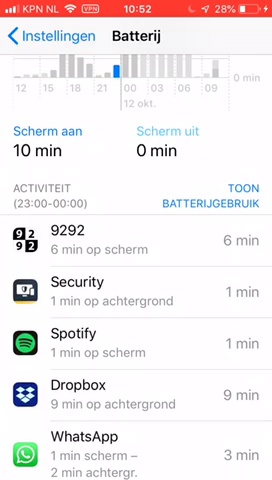 KPN NL VPN 10:52 28%
Instellingen Batterij
0 min
12 15 18 21 00 03 06 09
12 okt.
Scherm aan Scherm uit
10 min 0 min
ACTIVITEIT TOON
(23:00-00:00) BATTERIJGEBRUIK
9292
6 min op scherm
6 min
Security
1 min op achtergrond
1 min
Spotify
1 min op scherm
1 min
Dropbox
9 min op achtergrond
9 min
WhatsApp
1 min scherm –
2 min achtergr.
3 min